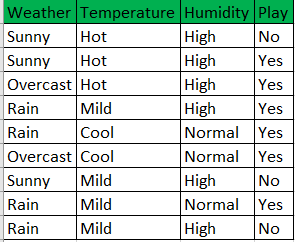 Weather Temperature Humidity Play
Sunny Hot High No
Sunny Hot High Yes
Overcast Hot High Yes
Rain Mild High Yes
Rain Cool Normal Yes
Overcast Cool Normal Yes
Sunny Mild High No
Rain Mild Normal Yes
Rain Mild High No